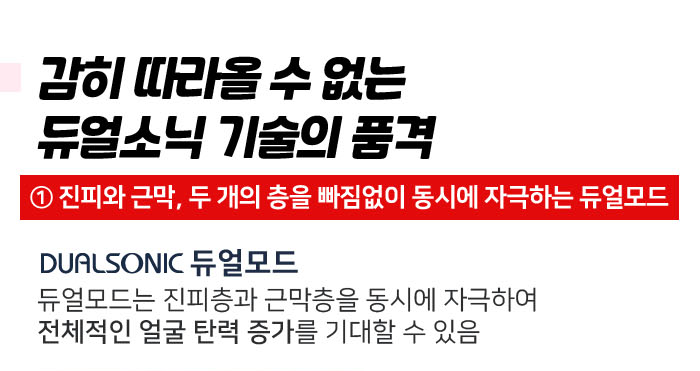 감히 따라올 수 없는
듀얼소닉 기술의 품격
① 진피와 근막, 두 개의 층을 빠짐없이 동시에 자극하는 듀얼모드
DUALSONIC 듀얼모드
듀얼모드는 진피층과 근막층을 동시에 자극하여
전체적인 얼굴 탄력 증가를 기대할 수 있음